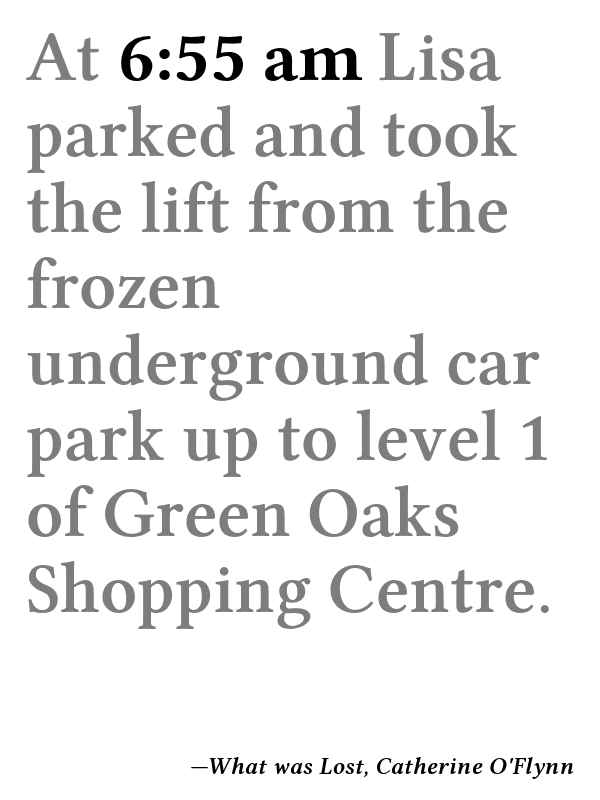 At 6:55 am Lisa
parked and took
the lift from the
frozen
underground car
park up to level 1
of Green Oaks
Shopping Centre.
—What was Lost, Catherine O'Flynn